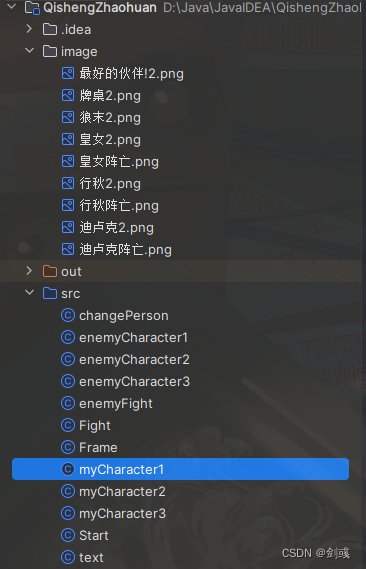 QishengZhaohuan D:\Java\JavaIDEA\QishengZhaol
.idea
image
最好的伙伴!2.png
牌桌2.png
狼末2.png
皇女2.png
皇女阵亡.png
行秋2.png
行秋阵亡.png
迪卢克2.png
迪卢克阵亡.png
out
src
changePerson
enemyCharacter1
enemyCharacter2
enemyCharacter3
enemyFight
Fight
Frame
myCharacter1
myCharacter2
myCharacter3
Start
text
CSDN @剑彧